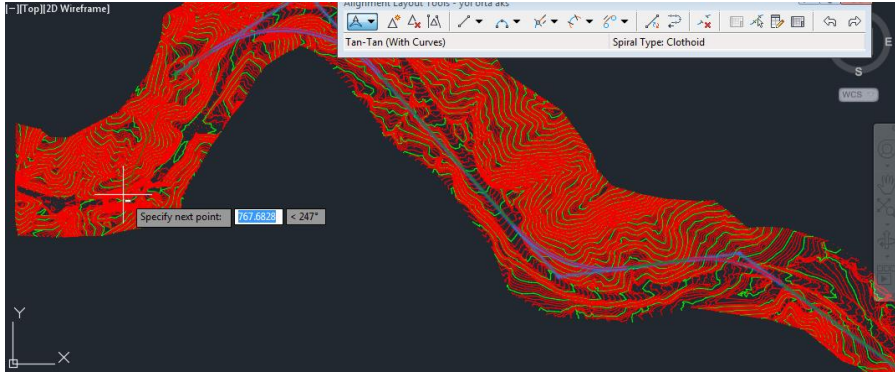 Alignment Layout Tools - yol orta aks
[−][Top][2D Wireframe]
Tan-Tan (With Curves)
Spiral Type: Clothoid
E
S
WCS
Specify next point:
767.6828
< 247°
Y
X